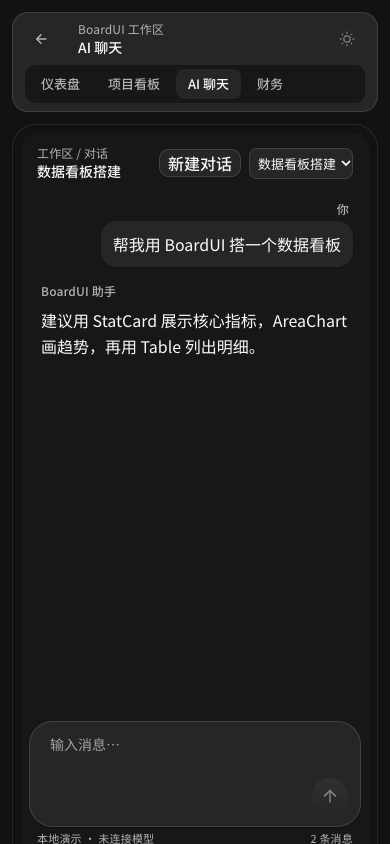 BoardUI 工作区
AI 聊天
仪表盘 项目看板 AI 聊天 财务
工作区 / 对话
数据看板搭建
新建对话
数据看板搭建
你
帮我用 BoardUI 搭一个数据看板
BoardUI 助手
建议用 StatCard 展示核心指标，AreaChart
画趋势，再用 Table 列出明细。
输入消息…
本地演示 · 未连接模型
2 条消息